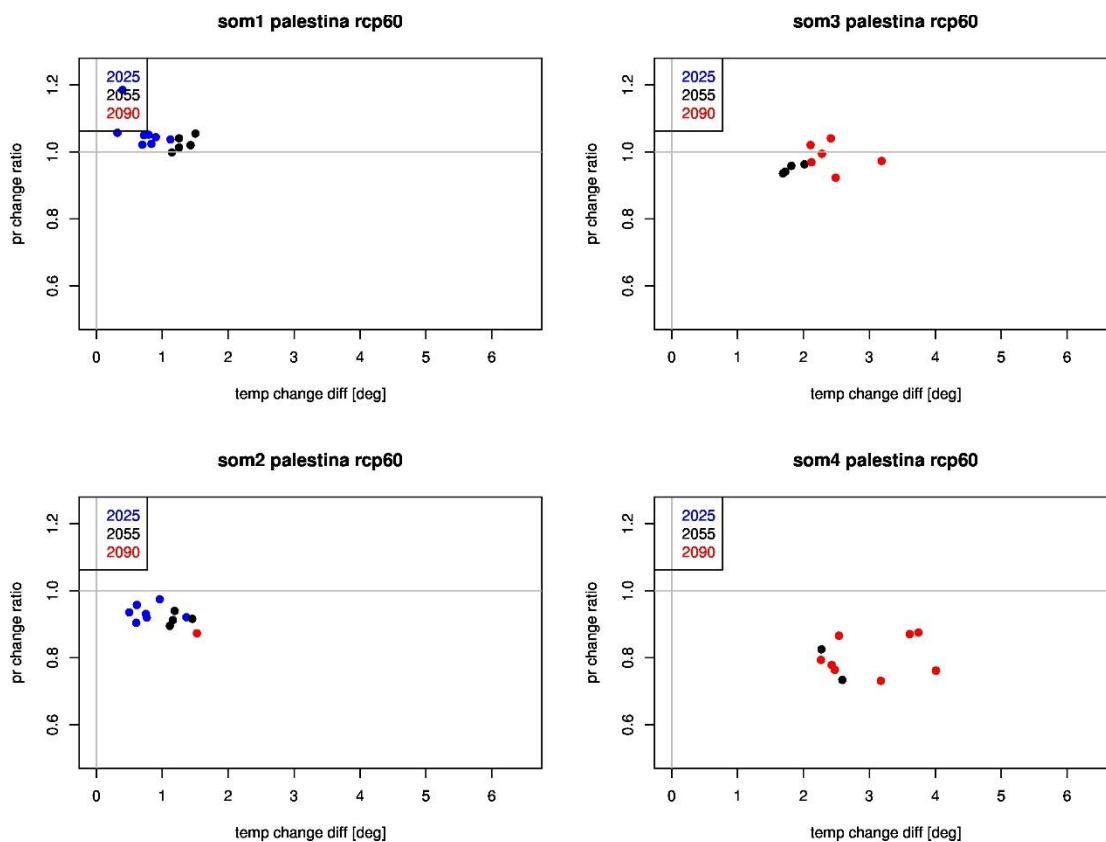 som1 palestina rcp60
2025
2055
2090
pr change ratio
1.2
1.0
0.8
0.6
0 1 2 3 4 5 6
temp change diff [deg]
som3 palestina rcp60
2025
2055
2090
pr change ratio
1.2
1.0
0.8
0.6
0 1 2 3 4 5 6
temp change diff [deg]
som2 palestina rcp60
2025
2055
2090
pr change ratio
1.2
1.0
0.8
0.6
0 1 2 3 4 5 6
temp change diff [deg]
som4 palestina rcp60
2025
2055
2090
pr change ratio
1.2
1.0
0.8
0.6
0 1 2 3 4 5 6
temp change diff [deg]